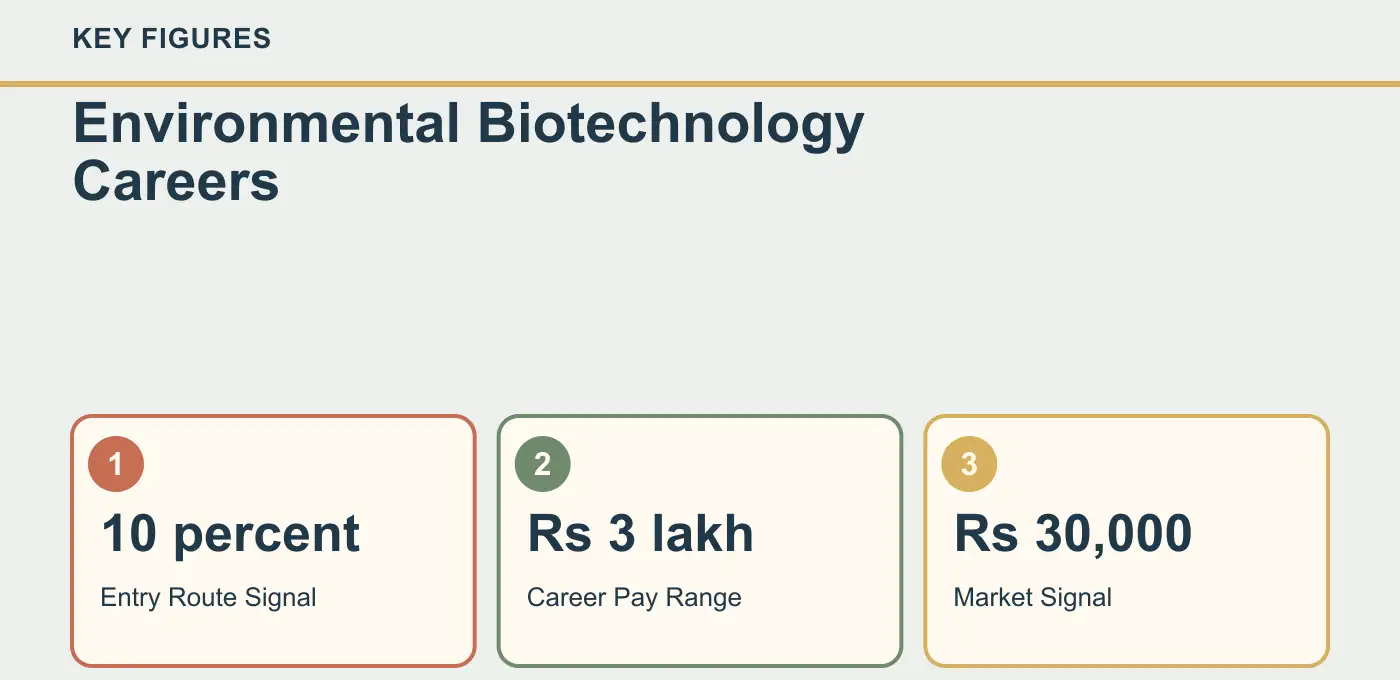 KEY FIGURES
Environmental Biotechnology
Careers
1
10 percent
Entry Route Signal
2
Rs 3 lakh
Career Pay Range
3
Rs 30,000
Market Signal